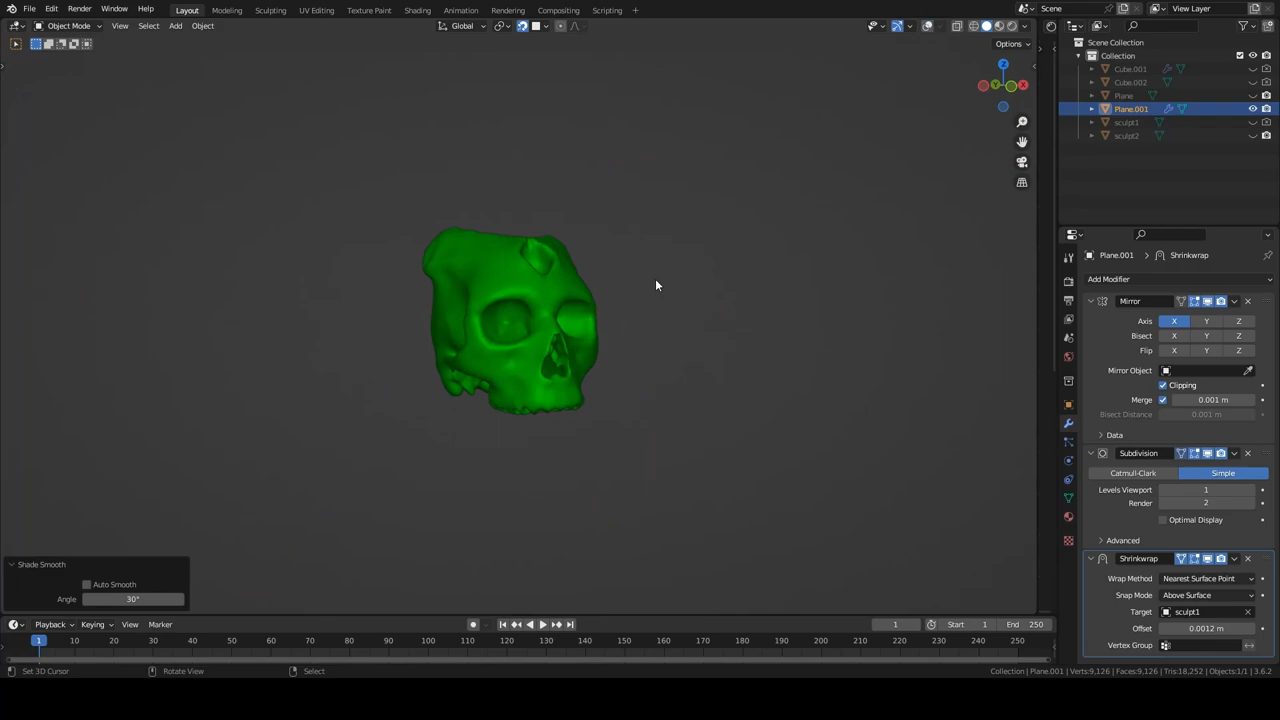 File Edit Render Window Help Layout Modeling Sculpting UV Editing Texture Paint Shading Animation Rendering Compositing Scripting + Scene View Layer
Object Mode View Select Add Object Global
Options
Z
Y X
Scene Collection
Collection
Cube.001
Cube.002
Plane
Plane.001
sculpt1
sculpt2
Plane.001 > Shrinkwrap
Add Modifier
Mirror
Axis X Y Z
Bisect X Y Z
Flip X Y Z
Mirror Object
Clipping
Merge 0.001 m
Bisect Distance 0.001 m
Data
Subdivision
Catmull-Clark Simple
Levels Viewport 1
Render 2
Optimal Display
Advanced
Shrinkwrap
Wrap Method Nearest Surface Point
Snap Mode Above Surface
Target sculpt1
Offset 0.0012 m
Vertex Group
Shade Smooth
Auto Smooth
Angle 30°
Playback Keying View Marker 1 Start 1 End 250
1 10 20 30 40 50 60 70 80 90 100 110 120 130 140 150 160 170 180 190 200 210 220 230 240 250
Set 3D Cursor Rotate View Select Collection | Plane.001 | Verts:9,126 | Faces:9,126 | Tris:18,252 | Objects:1/1 | 3.6.2